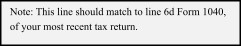 Note: This line should match to line 6d Form 1040,
of your most recent tax return.